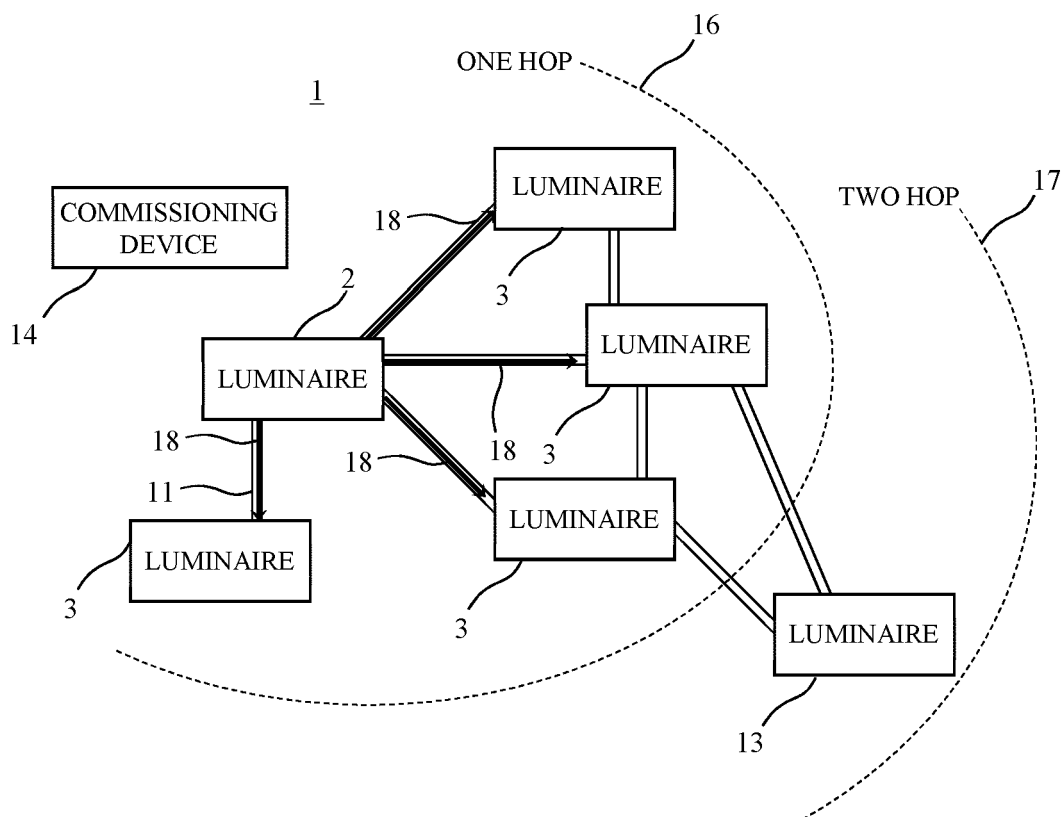 16
ONE HOP
1
17
LUMINAIRE
TWO HOP
COMMISSIONING
DEVICE
18
3
2
14
LUMINAIRE
LUMINAIRE
18
18
18
3
11
LUMINAIRE
LUMINAIRE
3
3
LUMINAIRE
13